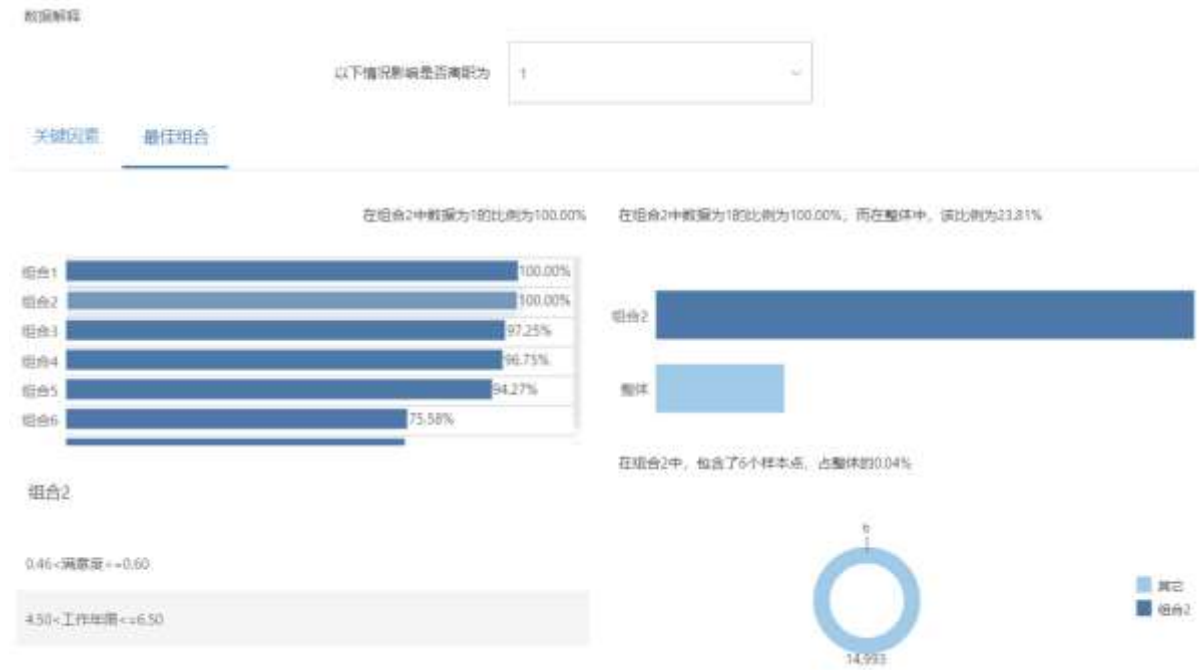 数据解释
以下情况影响是否离职为
1
关键因素
最佳组合
在组合2中数据为1的比例为100.00%
组合1
100.00%
组合2
100.00%
组合3
97.25%
组合4
96.75%
组合5
94.27%
组合6
75.58%
组合2
0.46<满意度<=0.60
4.50<工作年限<=6.50
在组合2中数据为1的比例为100.00%，而在整体中，该比例为23.81%
组合2
整体
在组合2中，包含了6个样本点，占整体的0.04%
6
14,993
其它
组合2